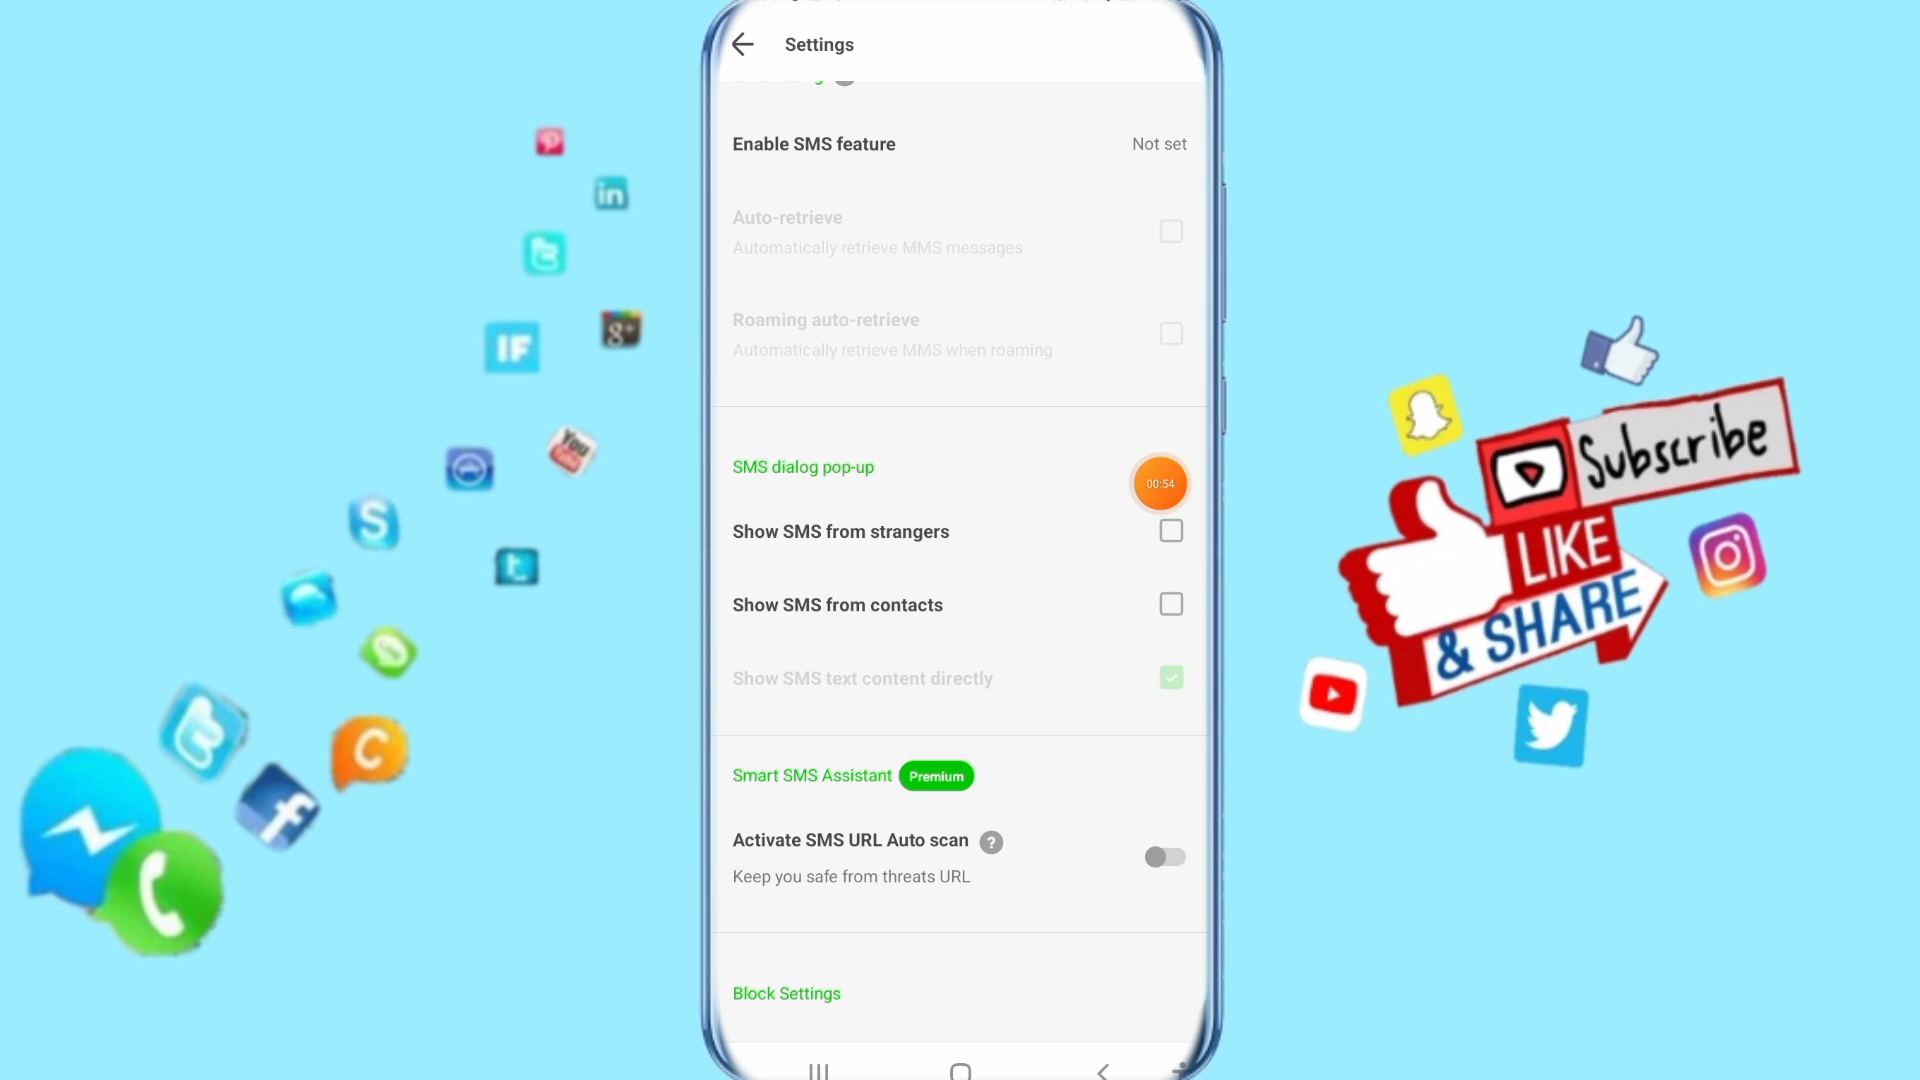 Settings
Enable SMS feature
Not set
Auto-retrieve
Automatically retrieve MMS messages
Roaming auto-retrieve
Automatically retrieve MMS when roaming
SMS dialog pop-up
00:54
Show SMS from strangers
Show SMS from contacts
Show SMS text content directly
Smart SMS Assistant Premium
Activate SMS URL Auto scan ?
Keep you safe from threats URL
Block Settings
in
IF
g+
You
S
t
C
f
Subscribe
LIKE
& SHARE